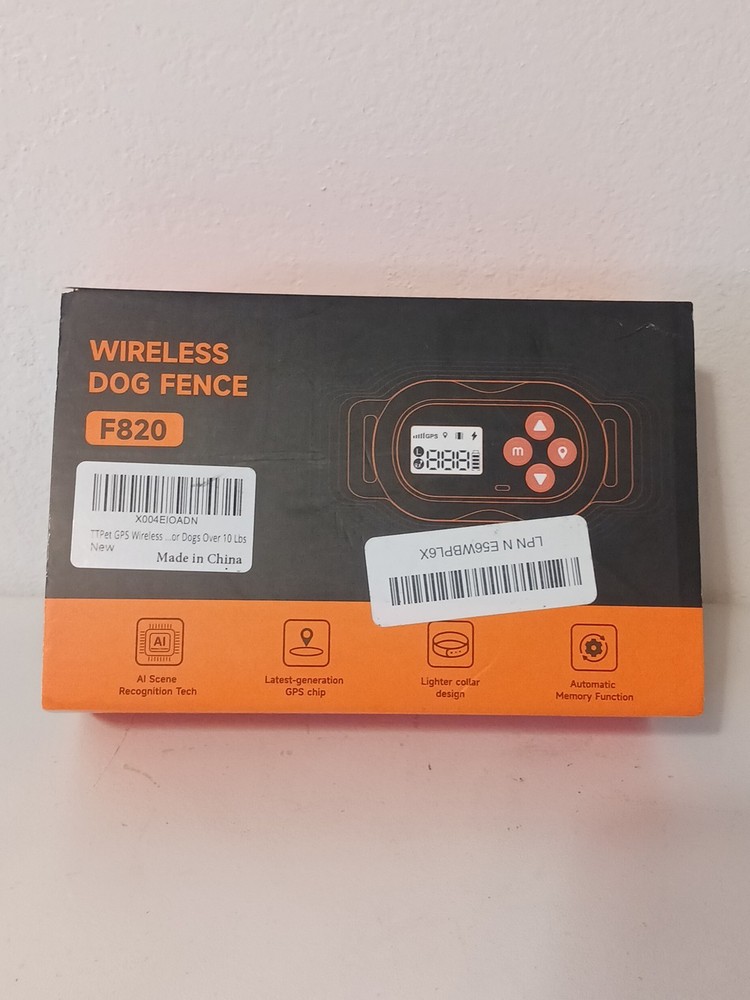 WIRELESS
DOG FENCE
F820
GPS
m
X004EIOADN
TTPet GPS Wireless ...or Dogs Over 10 Lbs
New
Made in China
LPN N E56WBPL6X
AI
AI Scene
Recognition Tech
Latest-generation
GPS chip
Lighter collar
design
Automatic
Memory Function